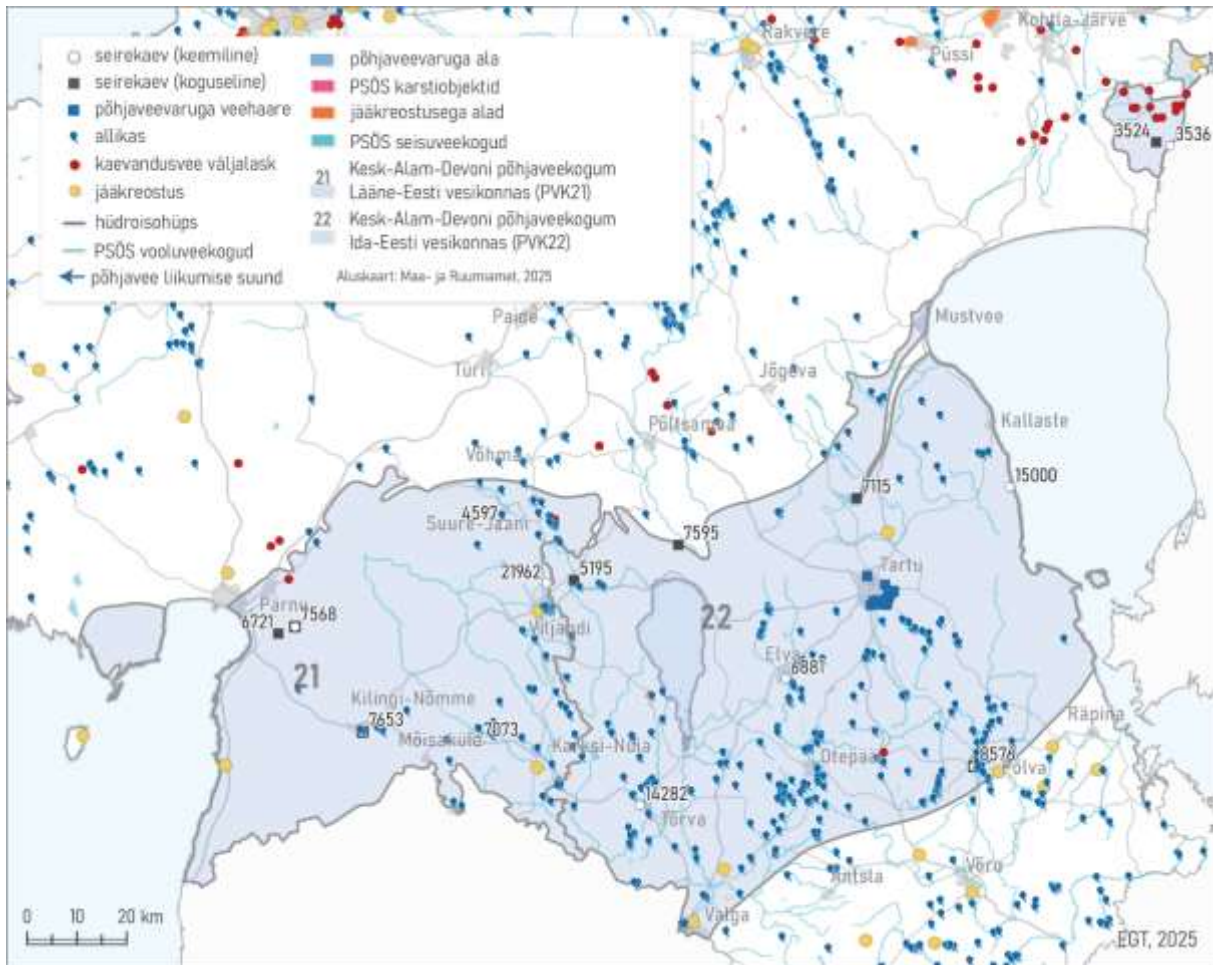 seirekaev (keemiline)
seirekaev (koguseline)
põhjaveevaruga veehaare
allikas
kaevandusvee väljalask
jääkreostus
hüdroisohüps
PSÖS vooluveekogud
põhjavee liikumise suund
põhjaveevaruga ala
PSÖS karstiobjektid
jääkreostusega alad
PSÖS seisuveekogud
21 Kesk-Alam-Devoni põhjaveekogum
Lääne-Eesti vesikonnas (PVK21)
22 Kesk-Alam-Devoni põhjaveekogum
Ida-Eesti vesikonnas (PVK22)
Aluskaart: Maa- ja Ruumiamet, 2025
Rakvere
Kohtla-Järve
Püssi
3524
3536
Mustvee
Paide
Türi
Jõgeva
Põltsamaa
Kallaste
Võhma
15000
7115
4597
Suure-Jaani
7595
21962
5195
Tartu
Pärnu
7568
6721
Viljandi
22
Elva
6881
21
Kilingi-Nõmme
7653
7073
Mõisaküla
Karksi-Nuia
Räpina
Otepää
8576
Põlva
14282
Tõrva
Antsla
Võru
Valga
0 10 20 km
EGT, 2025